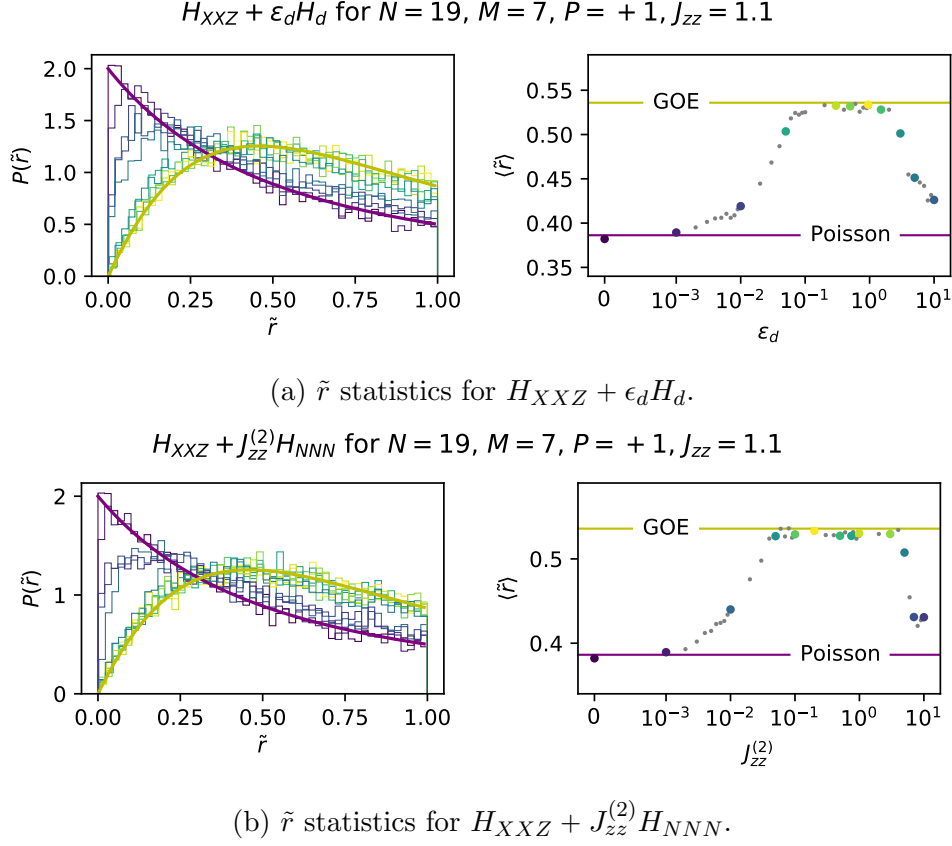 H_{XXZ} + ε_d H_d for N = 19, M = 7, P = +1, J_{zz} = 1.1
2.0
1.5
1.0
0.5
0.0
P(r̃)
0.00 0.25 0.50 0.75 1.00
r̃
0.55
0.50
0.45
0.40
0.35
⟨r̃⟩
GOE
Poisson
0 10^{-3} 10^{-2} 10^{-1} 10^{0} 10^{1}
ε_d
(a) r̃ statistics for H_{XXZ} + ϵ_d H_d.
H_{XXZ} + J_{zz}^{(2)} H_{NNN} for N = 19, M = 7, P = +1, J_{zz} = 1.1
2
1
0
P(r̃)
0.00 0.25 0.50 0.75 1.00
r̃
0.5
0.4
⟨r̃⟩
GOE
Poisson
0 10^{-3} 10^{-2} 10^{-1} 10^{0} 10^{1}
J_{zz}^{(2)}
(b) r̃ statistics for H_{XXZ} + J_{zz}^{(2)} H_{NNN}.